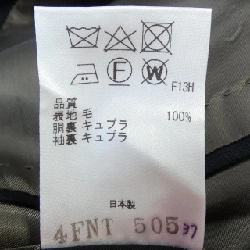 F W
F13H
品質
表地 毛 100%
胴裏 キュプラ
袖裏 キュプラ
日本製
4FNT 505 37